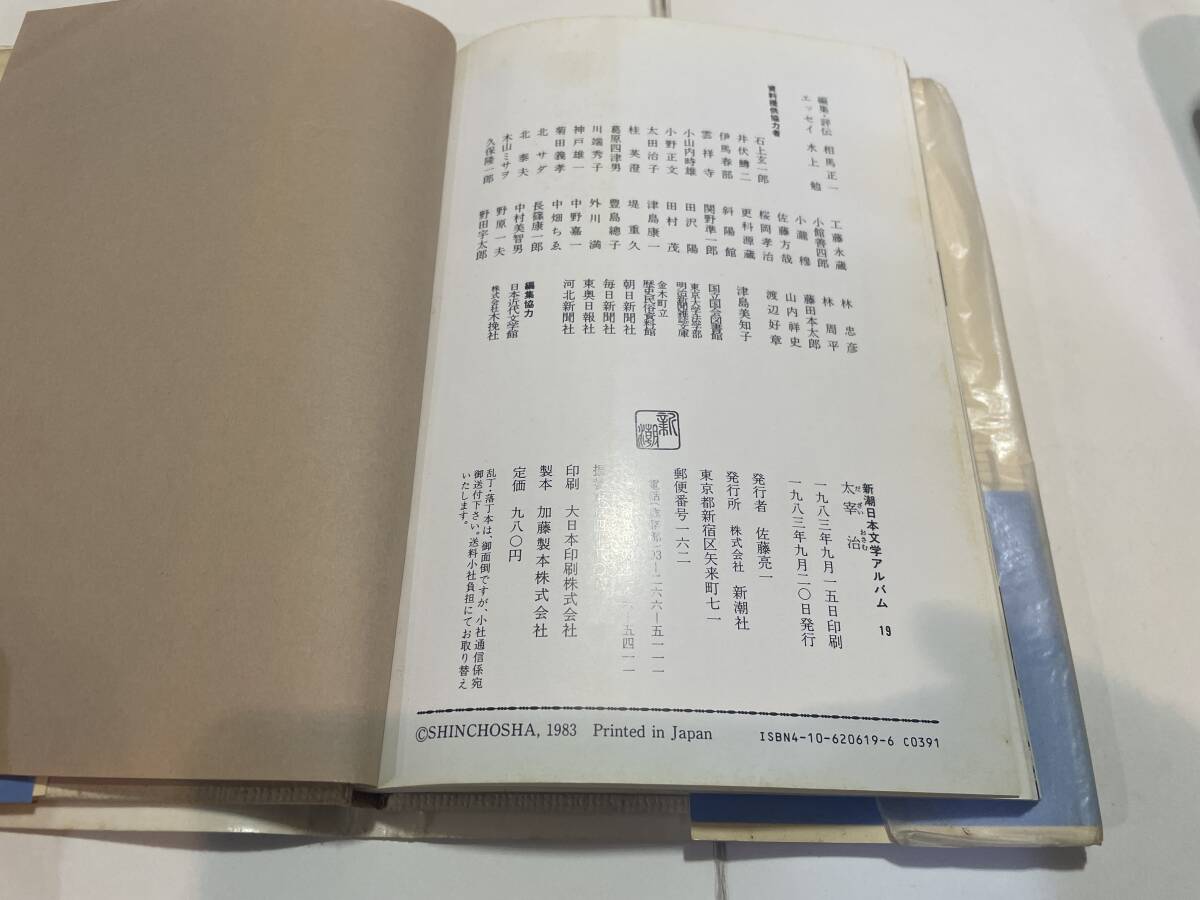 編集・評伝 相馬正一
エッセイ 水上 勉
資料提供協力者
石上玄一郎
井伏鱒二
伊馬春部
雲祥寺
小山内時雄
小野正文
太田治子
桂英澄
葛原四津男
川端秀子
神戸雄一
菊田義孝
北サダ
北泰夫
木山ミサヲ
久保隆一郎
工藤永蔵
小館善四郎
小瀧穆
佐藤方哉
桜岡孝治
更科源蔵
斜陽館
関野凖一郎
田沢陽
田村茂
津島康一
堤重久
豊島總子
外川満
中野嘉一
中畑ちゑ
長篠康一郎
中村美智男
野原一夫
野田宇太郎
林忠彦
林周平
藤田本太郎
山内祥史
渡辺好章
津島美知子
国立国会図書館
東京大学法学部
明治新聞雑誌文庫
金木町立
歴史民俗資料館
朝日新聞社
毎日新聞社
東奥日報社
河北新聞社
編集協力
日本近代文学館
株式会社木挽社
新潮
新潮日本文学アルバム 19
太宰 治
だざい おさむ
一九八三年九月一五日印刷
一九八三年九月二〇日発行
発行者 佐藤亮一
発行所 株式会社 新潮社
東京都新宿区矢来町七一
郵便番号一六二
印刷 大日本印刷株式会社
製本 加藤製本株式会社
定価 九八〇円
乱丁・落丁本は、御面倒ですが、小社通信係宛
御送付下さい。送料小社負担にてお取り替え
いたします。
©SHINCHOSHA, 1983 Printed in Japan
ISBN4-10-620619-6 C0391